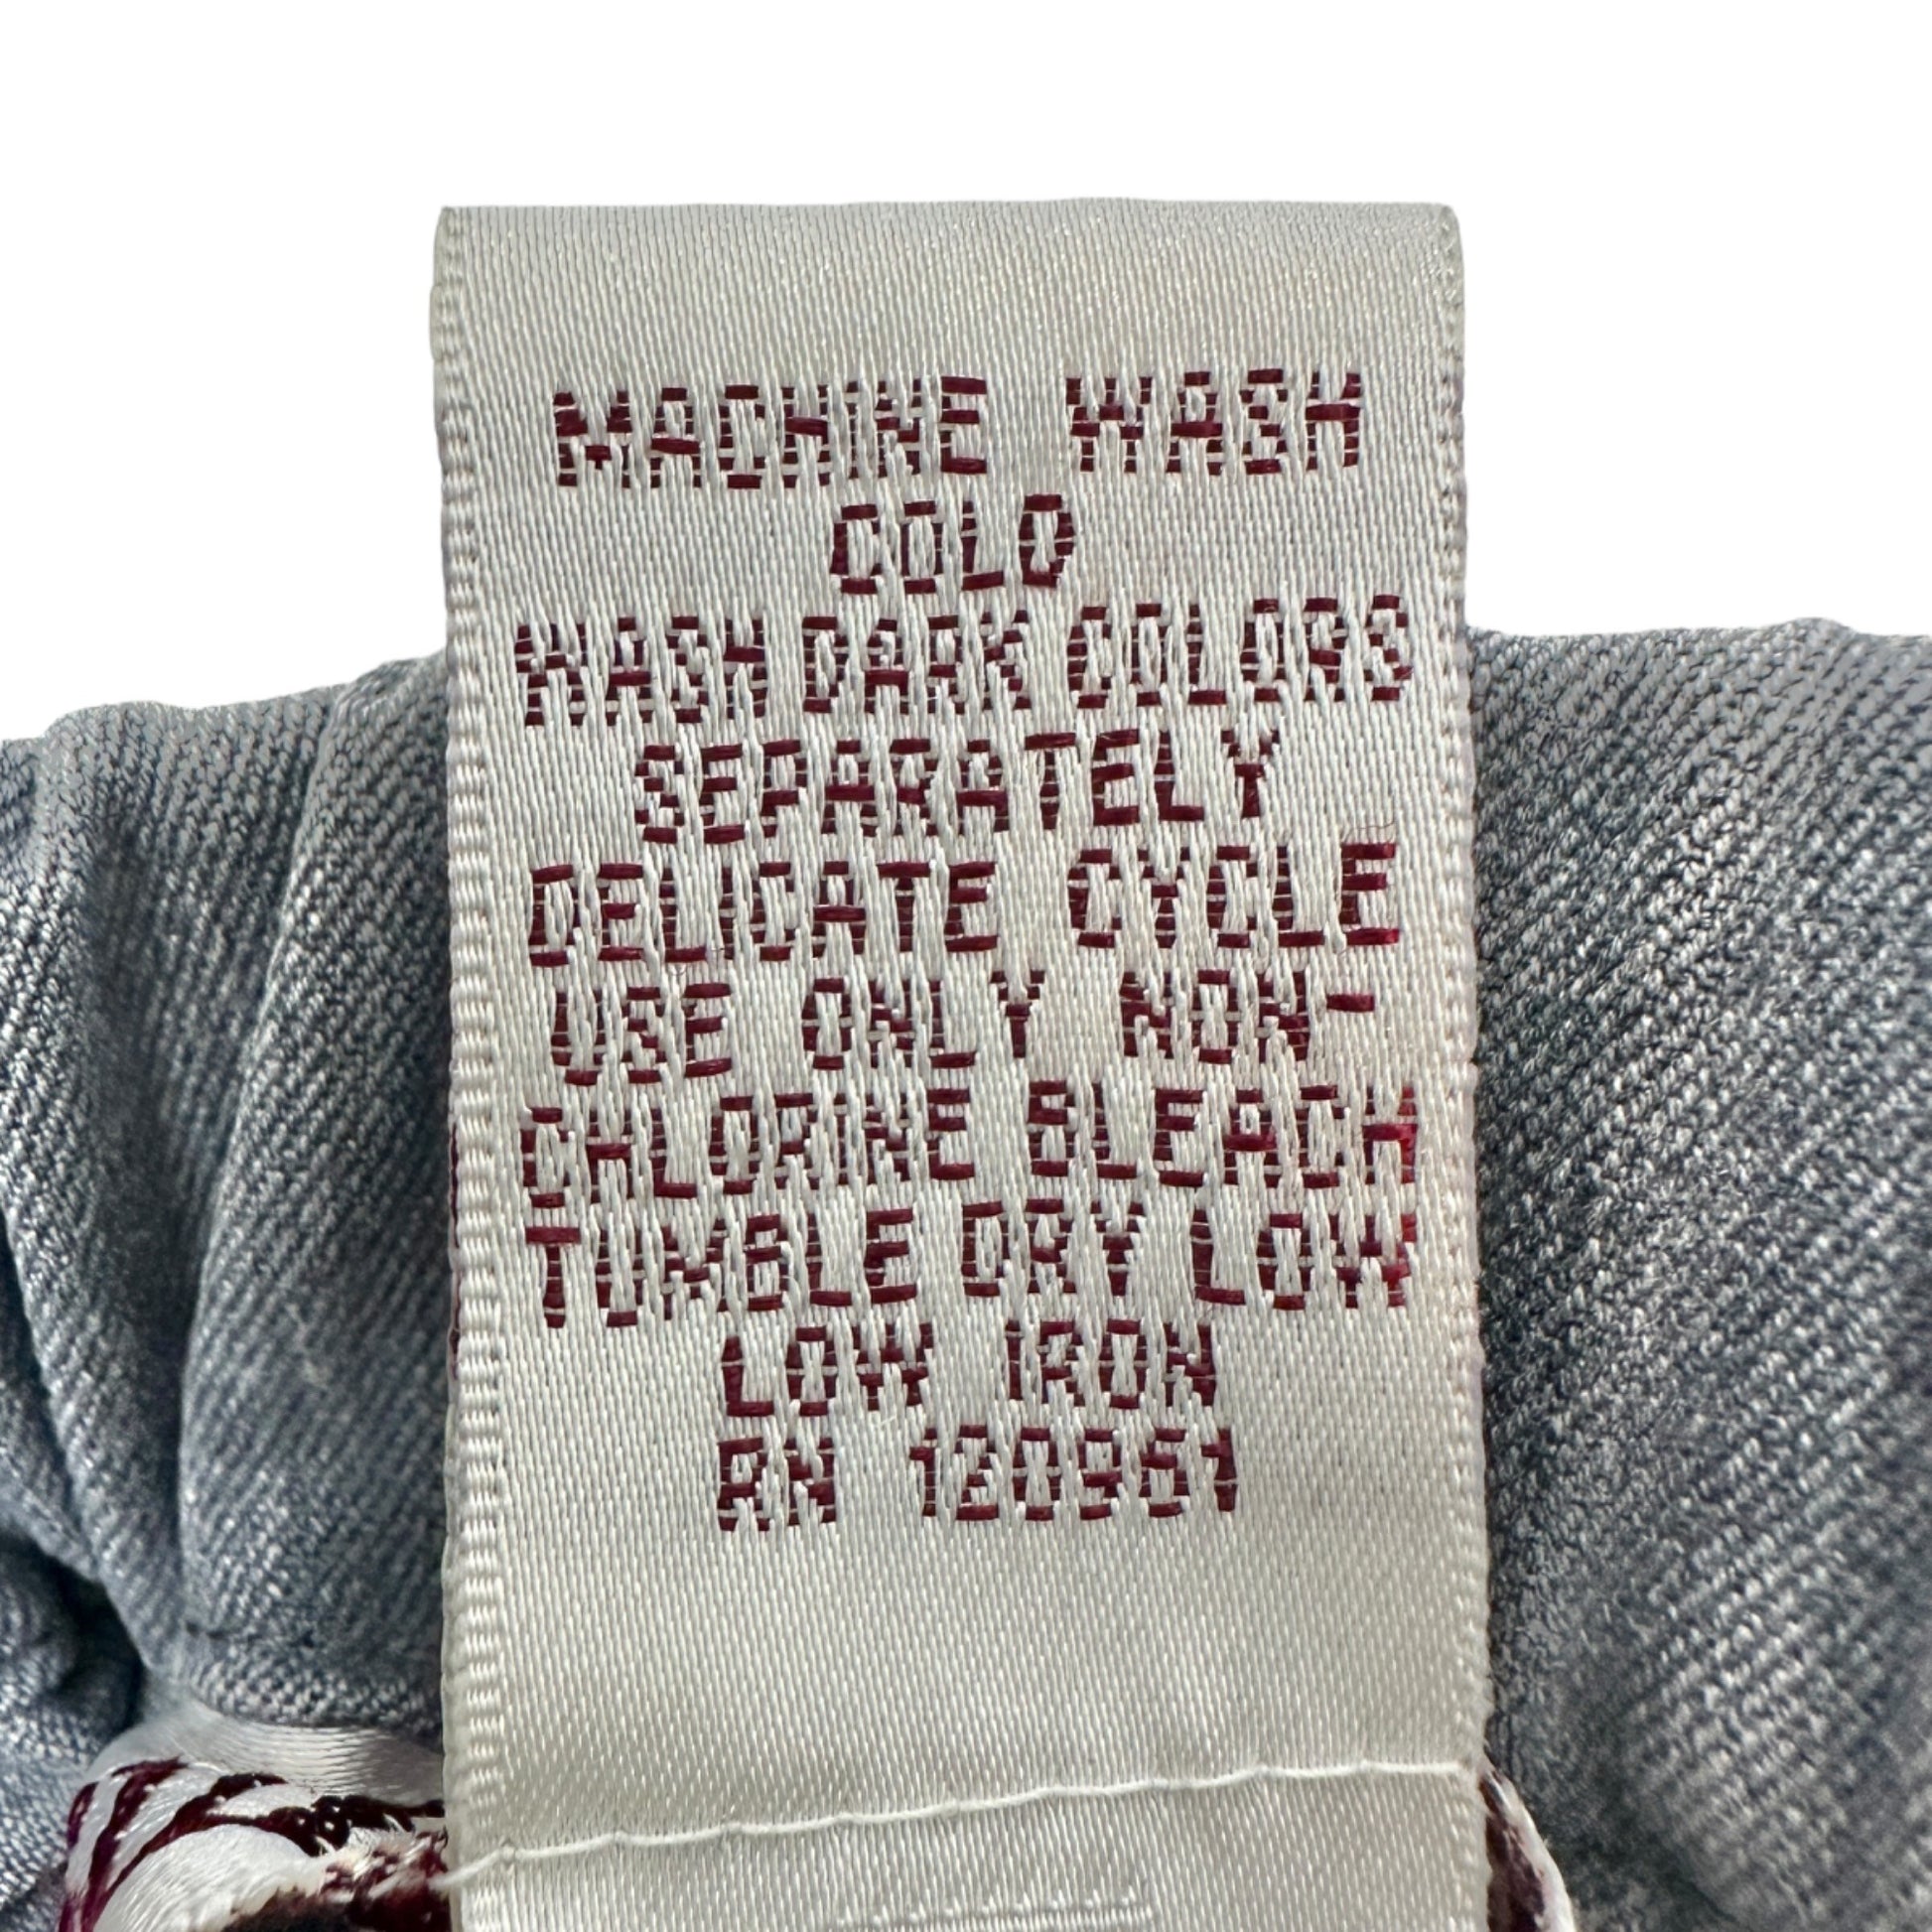 MACHINE WASH
COLD
WASH DARK COLORS
SEPARATELY
DELICATE CYCLE
USE ONLY NON-
CHLORINE BLEACH
TUMBLE DRY LOW
LOW IRON
RN 120961